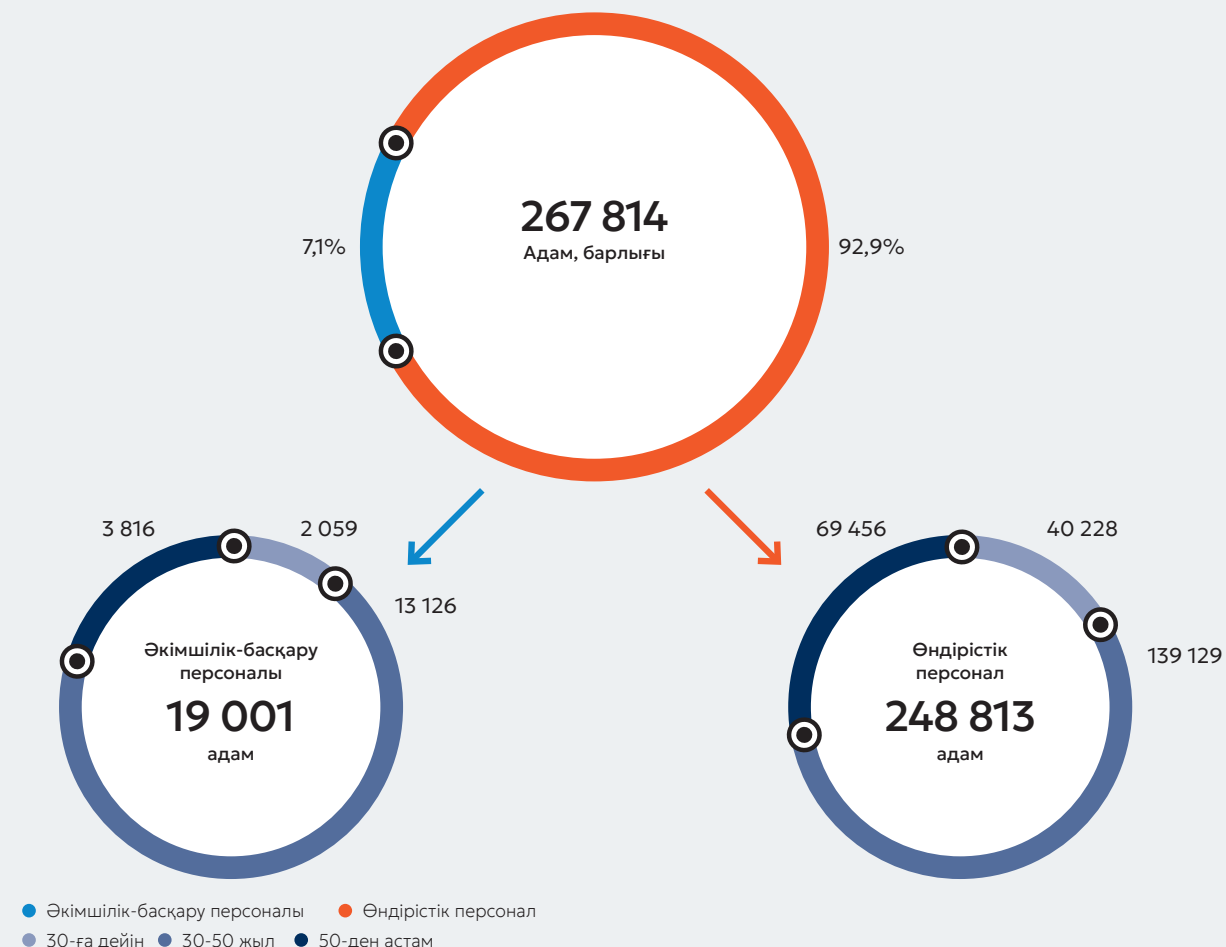 267 814
Адам, барлығы
7,1%
92,9%
3 816
2 059
13 126
Әкімшілік-басқару
персоналы
19 001
адам
69 456
40 228
139 129
Өндірістік
персонал
248 813
адам
Әкімшілік-басқару персоналы
Өндірістік персонал
30-ға дейін
30-50 жыл
50-ден астам